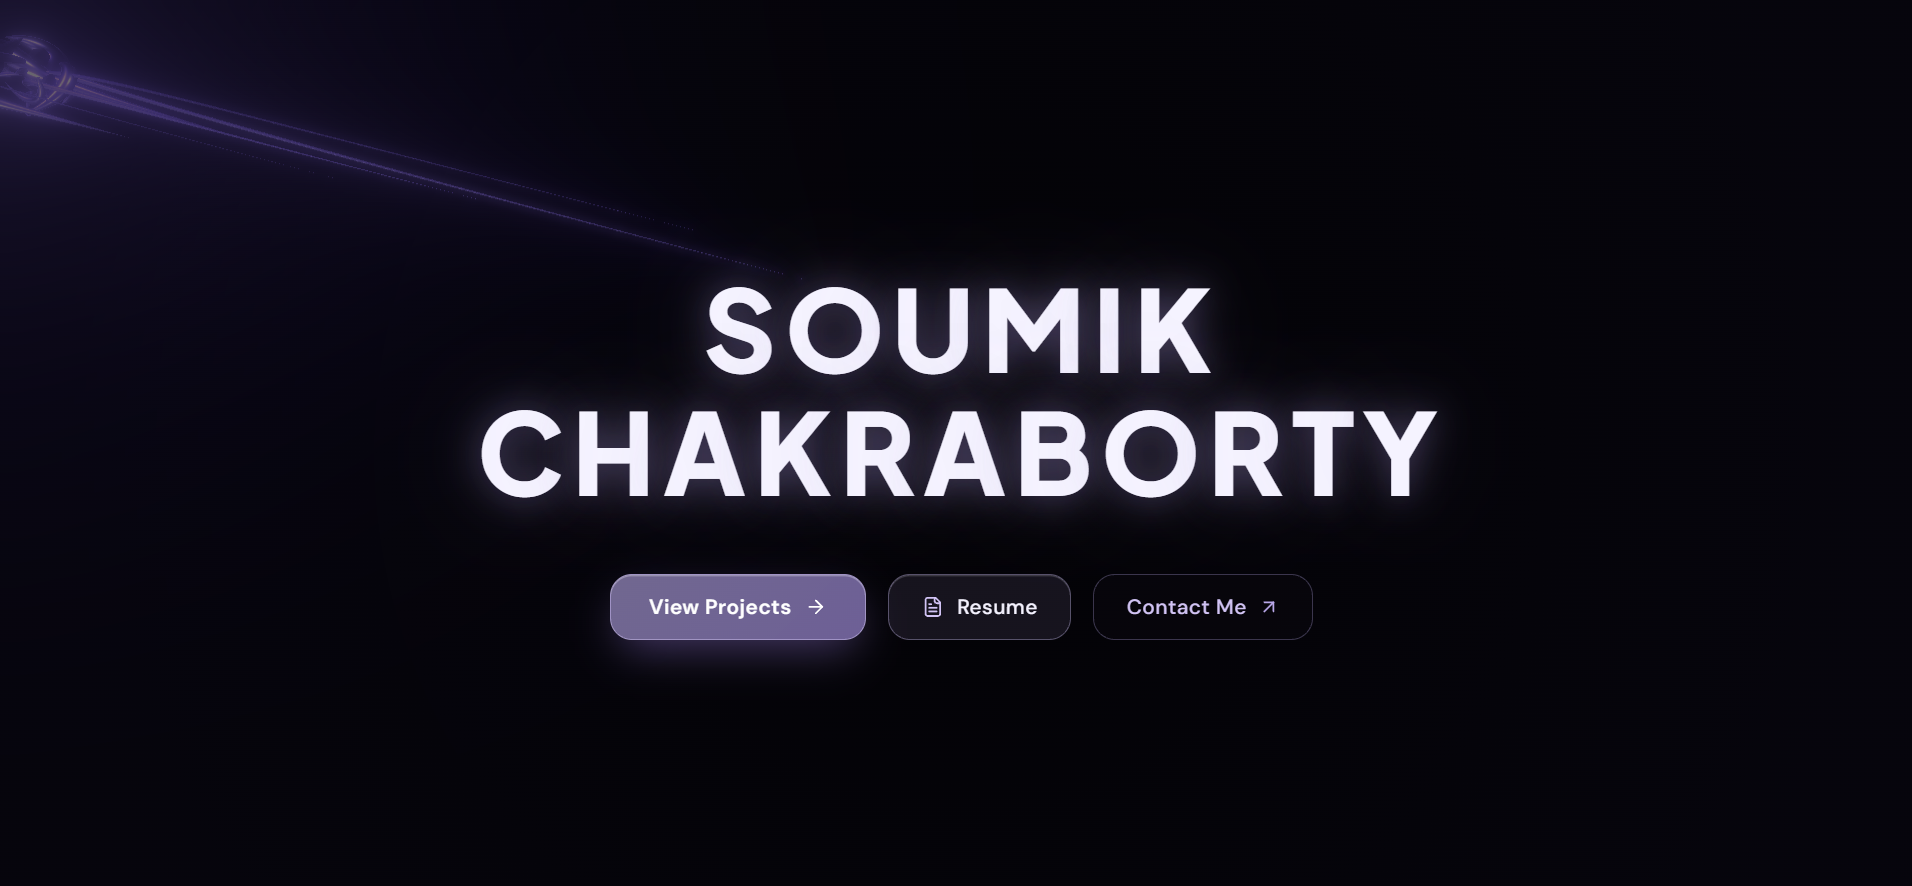 SOUMIK
CHAKRABORTY
View Projects
Resume
Contact Me